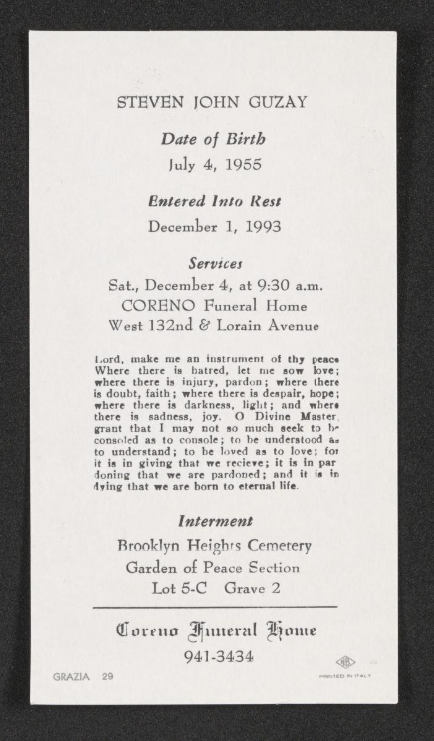 STEVEN JOHN GUZAY
Date of Birth
July 4, 1955
Entered Into Rest
December 1, 1993
Services
Sat., December 4, at 9:30 a.m.
CORENO Funeral Home
West 132nd & Lorain Avenue
Lord, make me an instrument of thy peace
Where there is hatred, let me sow love;
where there is injury, pardon; where there
is doubt, faith; where there is despair, hope;
where there is darkness, light; and where
there is sadness, joy. O Divine Master,
grant that I may not so much seek to be
consoled as to console; to be understood as
to understand; to be loved as to love; for
it is in giving that we recieve; it is in par
doning that we are pardoned; and it is in
dying that we are born to eternal life.
Interment
Brooklyn Heights Cemetery
Garden of Peace Section
Lot 5-C Grave 2
Coreno Funeral Home
941-3434
GRAZIA 29
PRINTED IN ITALY